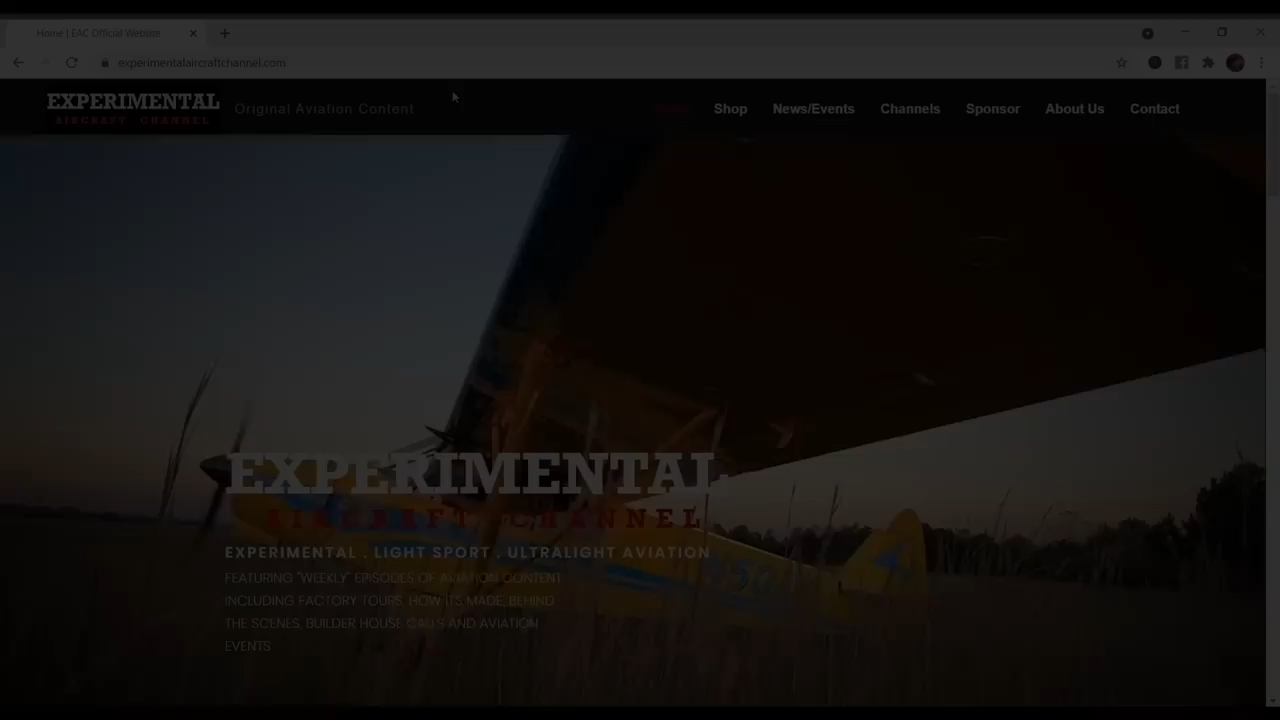 Home | EAC Official Website
experimentalaircraftchannel.com
EXPERIMENTAL
AIRCRAFT CHANNEL
Original Aviation Content
Shop
News/Events
Channels
Sponsor
About Us
Contact
EXPERIMENTAL
AIRCRAFT CHANNEL
EXPERIMENTAL . LIGHT SPORT . ULTRALIGHT AVIATION
FEATURING "WEEKLY" EPISODES OF AVIATION CONTENT
INCLUDING FACTORY TOURS, HOW ITS MADE, BEHIND
THE SCENES, BUILDER HOUSE CALLS AND AVIATION
EVENTS